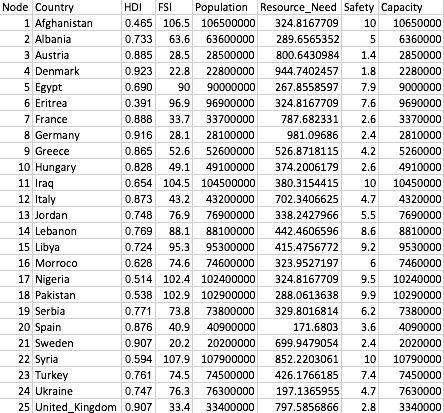 Node Country HDI FSI Population Resource_Need Safety Capacity
1 Afghanistan 0.465 106.5 106500000 324.8167709 10 10650000
2 Albania 0.733 63.6 63600000 289.6565352 5 6360000
3 Austria 0.885 28.5 28500000 800.6430984 1.4 2850000
4 Denmark 0.923 22.8 22800000 944.7402457 1.8 2280000
5 Egypt 0.690 90 90000000 267.8558597 7.9 9000000
6 Eritrea 0.391 96.9 96900000 324.8167709 7.6 9690000
7 France 0.888 33.7 33700000 787.682331 2.6 3370000
8 Germany 0.916 28.1 28100000 981.09686 2.4 2810000
9 Greece 0.865 52.6 52600000 526.8718115 4.2 5260000
10 Hungary 0.828 49.1 49100000 374.2006179 2.6 4910000
11 Iraq 0.654 104.5 104500000 380.3154415 10 10450000
12 Italy 0.873 43.2 43200000 702.3406625 4.7 4320000
13 Jordan 0.748 76.9 76900000 338.2427966 5.5 7690000
14 Lebanon 0.769 88.1 88100000 442.4606596 8.6 8810000
15 Libya 0.724 95.3 95300000 415.4756772 9.2 9530000
16 Morroco 0.628 74.6 74600000 323.9527197 6 7460000
17 Nigeria 0.514 102.4 102400000 324.8167709 9.5 10240000
18 Pakistan 0.538 102.9 102900000 288.0613638 9.9 10290000
19 Serbia 0.771 73.8 73800000 329.8016814 6.2 7380000
20 Spain 0.876 40.9 40900000 171.6803 3.6 4090000
21 Sweden 0.907 20.2 20200000 699.9479054 2.4 2020000
22 Syria 0.594 107.9 107900000 852.2203061 10 10790000
23 Turkey 0.761 74.5 74500000 426.1766185 7.4 7450000
24 Ukraine 0.747 76.3 76300000 197.1365955 4.7 7630000
25 United_Kingdom 0.907 33.4 33400000 797.5856866 2.8 3340000